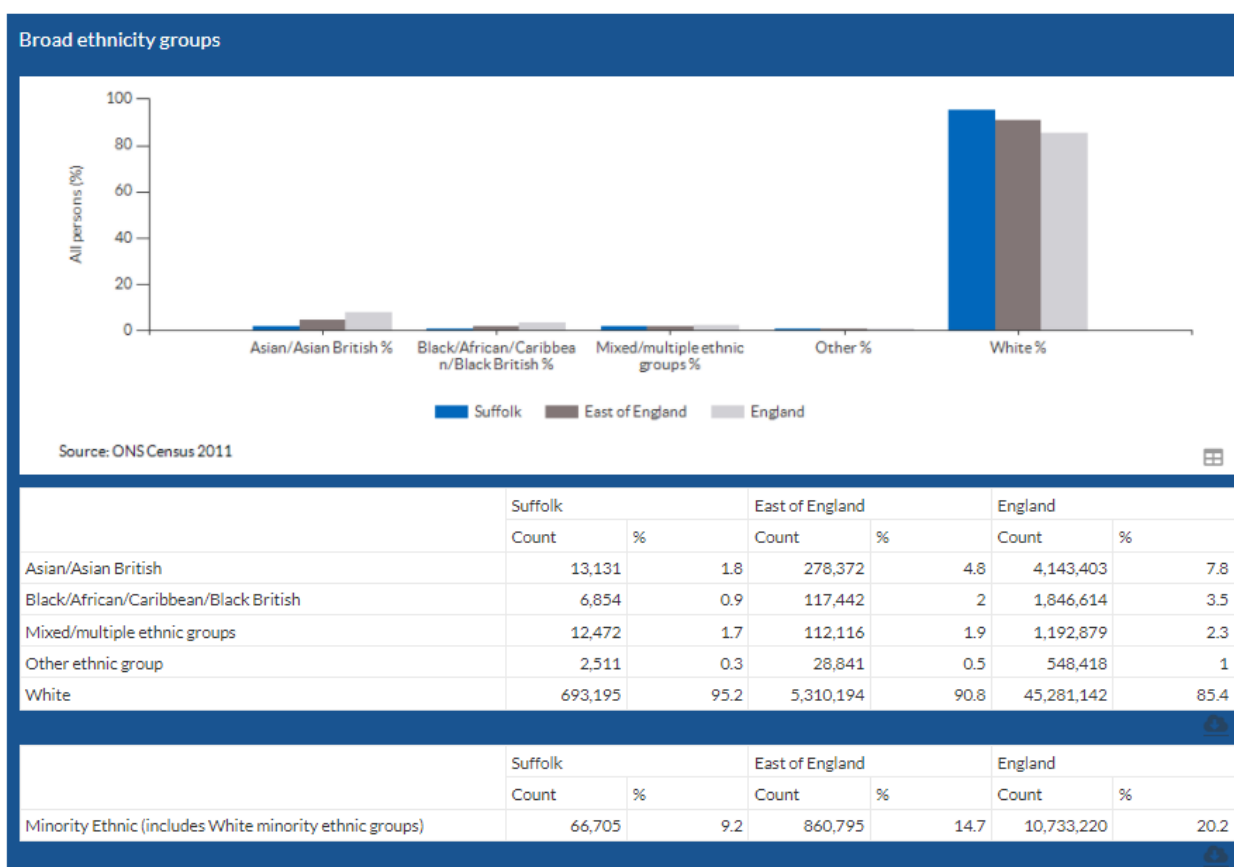 Broad ethnicity groups
100
80
60
40
20
0
All persons (%)
Asian/Asian British %
Black/African/Caribbea
n/Black British %
Mixed/multiple ethnic
groups %
Other %
White %
Suffolk East of England England
Source: ONS Census 2011
Suffolk East of England England
Count % Count % Count %
Asian/Asian British 13,131 1.8 278,372 4.8 4,143,403 7.8
Black/African/Caribbean/Black British 6,854 0.9 117,442 2 1,846,614 3.5
Mixed/multiple ethnic groups 12,472 1.7 112,116 1.9 1,192,879 2.3
Other ethnic group 2,511 0.3 28,841 0.5 548,418 1
White 693,195 95.2 5,310,194 90.8 45,281,142 85.4
Suffolk East of England England
Count % Count % Count %
Minority Ethnic (includes White minority ethnic groups) 66,705 9.2 860,795 14.7 10,733,220 20.2